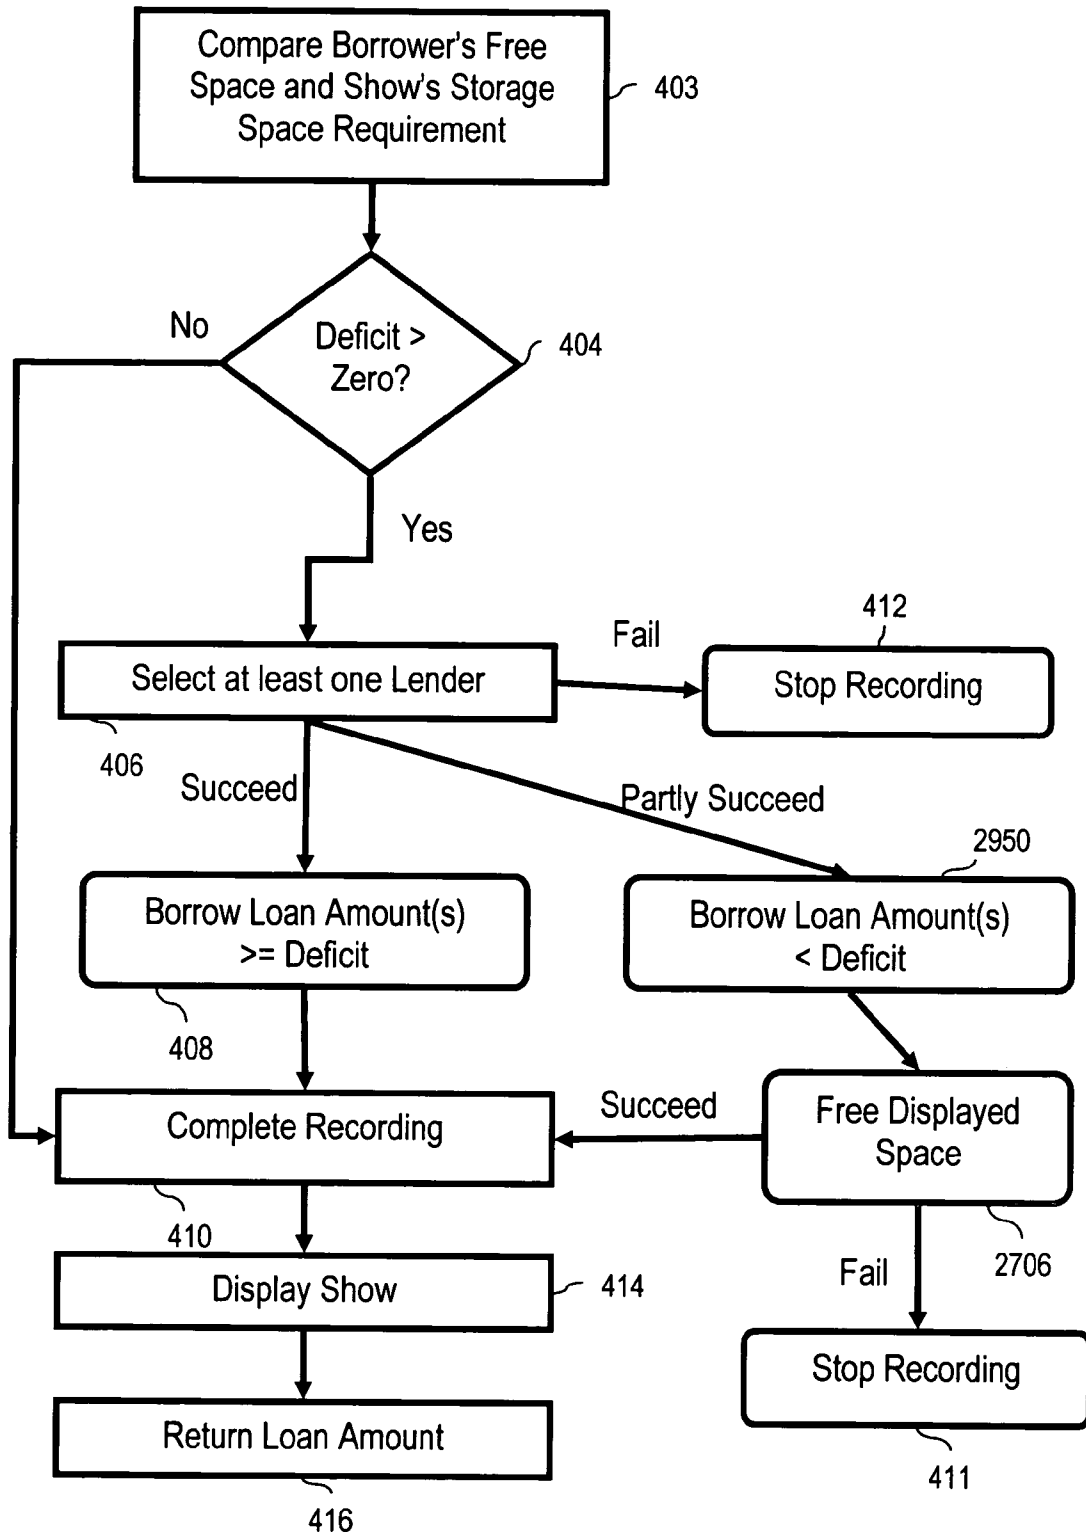 Compare Borrower's Free
Space and Show's Storage
Space Requirement
403
No
Deficit >
Zero?
404
Yes
412
Fail
Select at least one Lender
Stop Recording
406
Succeed
Partly Succeed
2950
Borrow Loan Amount(s)
>= Deficit
Borrow Loan Amount(s)
< Deficit
408
Succeed
Complete Recording
Free Displayed
Space
410
2706
Fail
Display Show
414
Stop Recording
Return Loan Amount
411
416